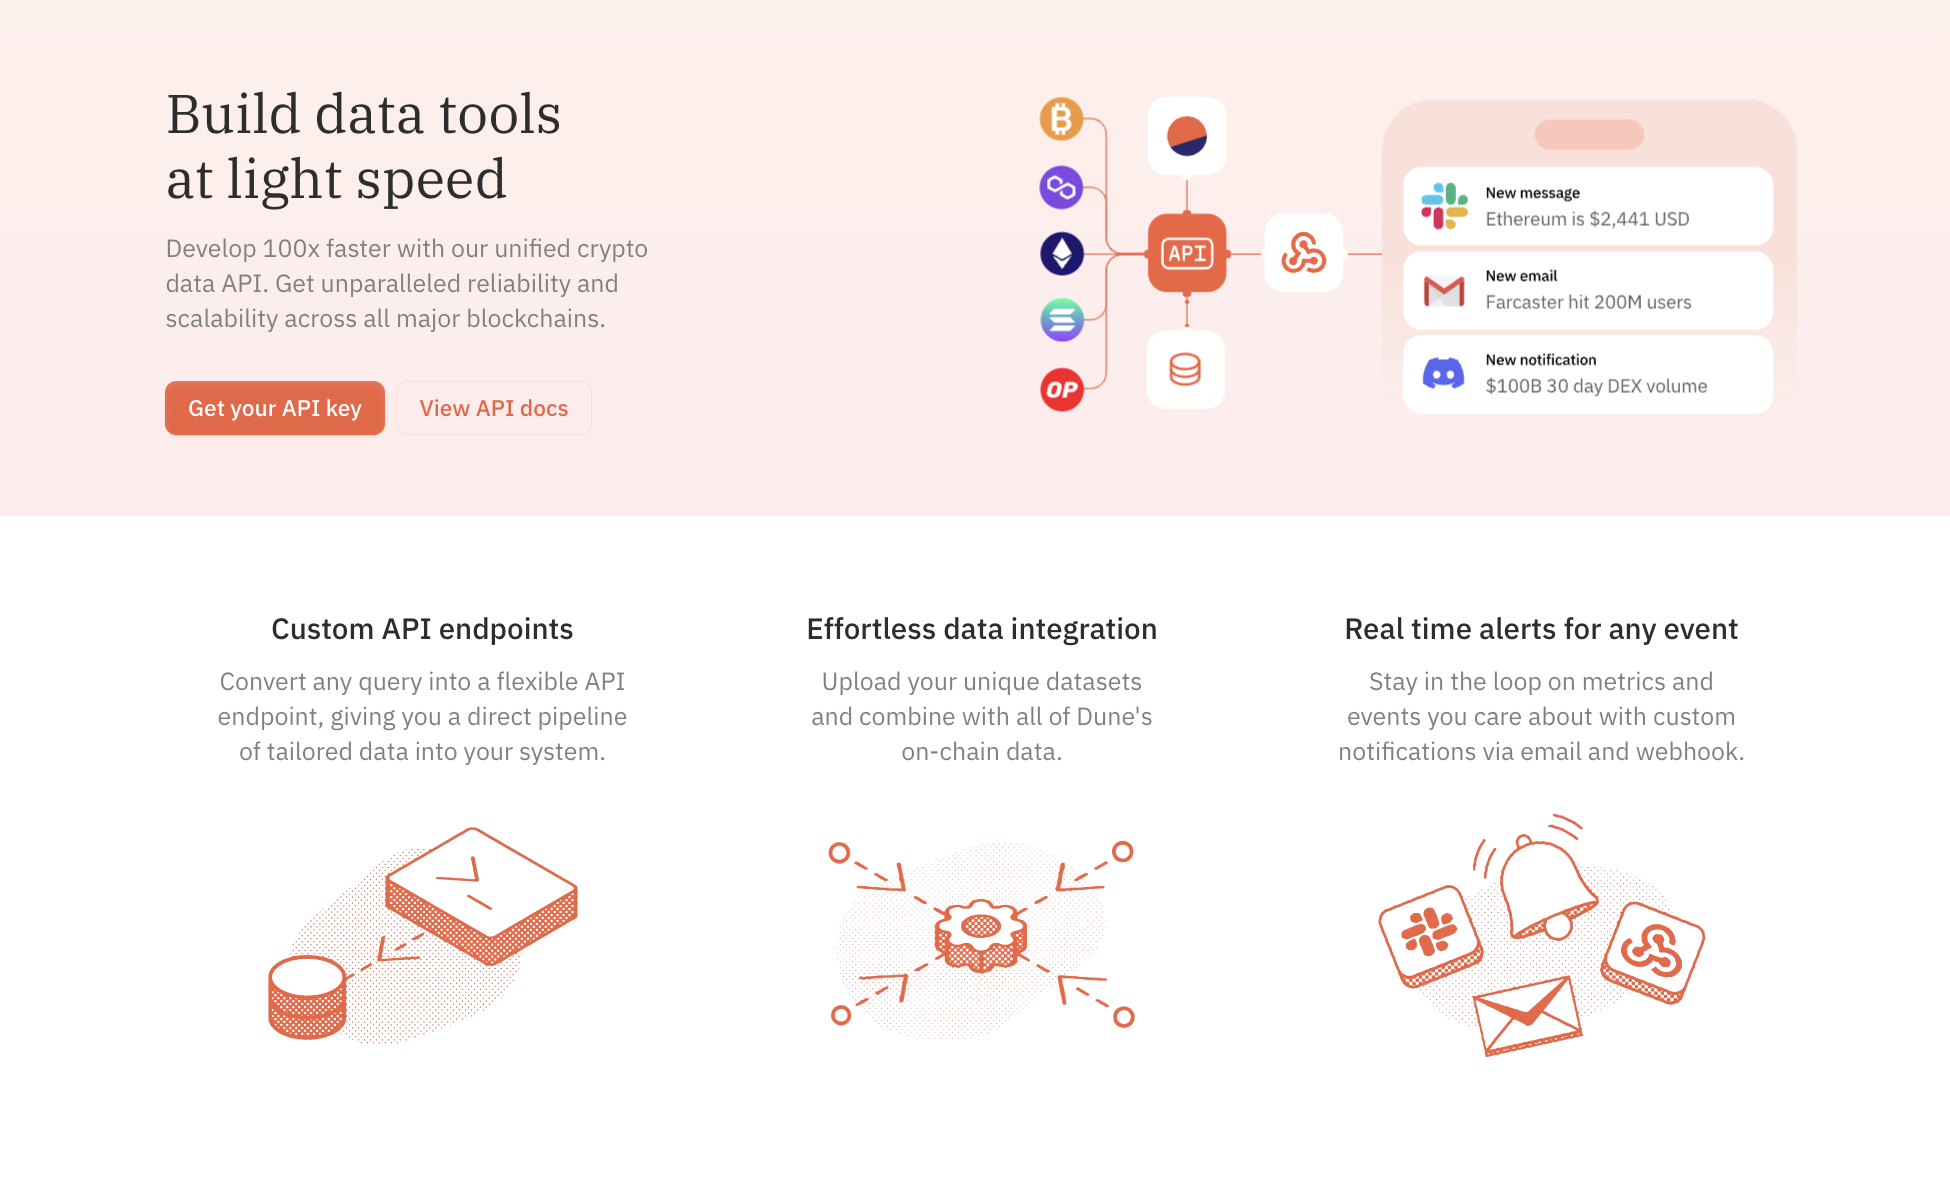 Build data tools
at light speed
Develop 100x faster with our unified crypto
data API. Get unparalleled reliability and
scalability across all major blockchains.
Get your API key
View API docs
API
OP
New message
Ethereum is $2,441 USD
New email
Farcaster hit 200M users
New notification
$100B 30 day DEX volume
Custom API endpoints
Convert any query into a flexible API
endpoint, giving you a direct pipeline
of tailored data into your system.
Effortless data integration
Upload your unique datasets
and combine with all of Dune's
on-chain data.
Real time alerts for any event
Stay in the loop on metrics and
events you care about with custom
notifications via email and webhook.